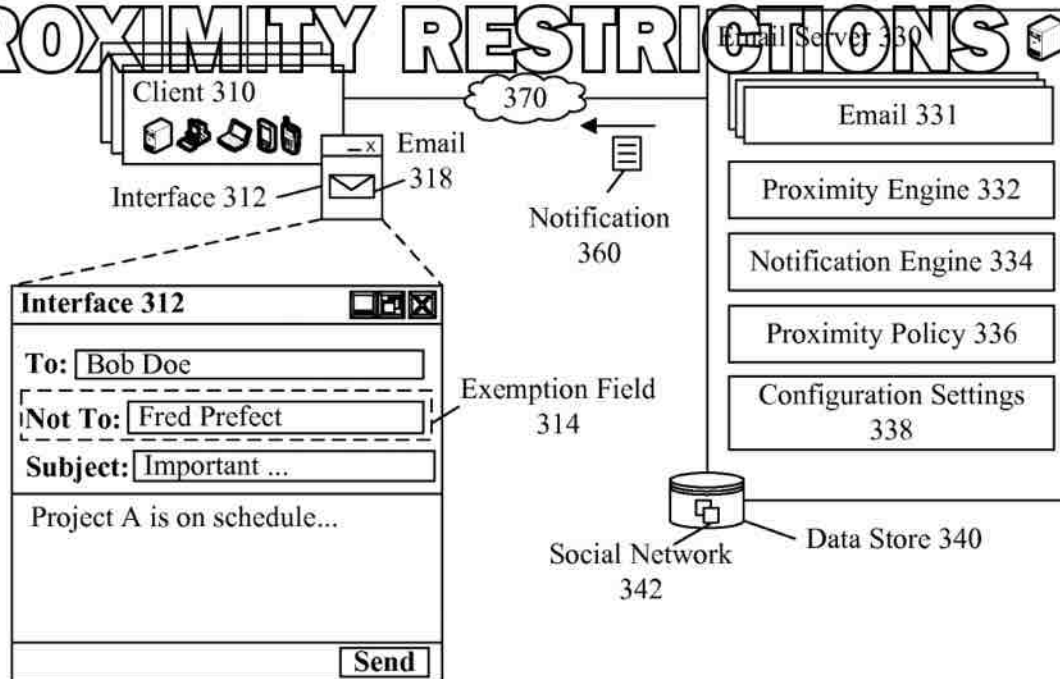 ROXIMITY RESTRICTIONS
Email Server 330
Client 310
370
Email 331
Email
318
Interface 312
Notification
360
Proximity Engine 332
Notification Engine 334
Proximity Policy 336
Configuration Settings
338
Interface 312
To: Bob Doe
Not To: Fred Prefect
Exemption Field
314
Subject: Important ...
Project A is on schedule...
Send
Social Network
342
Data Store 340